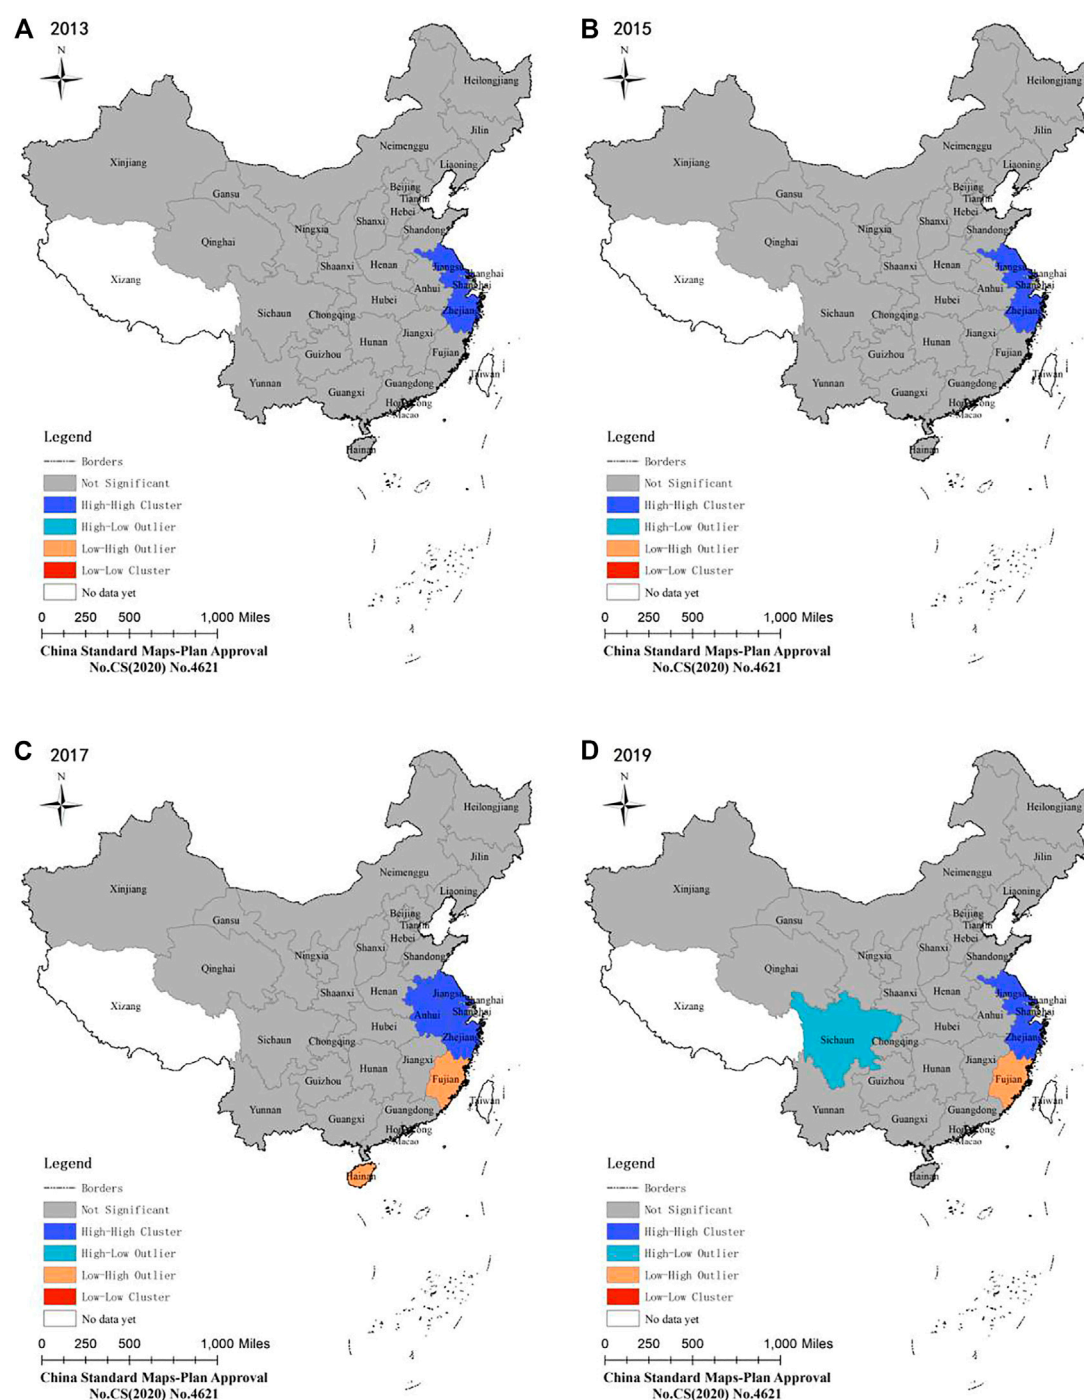 A 2013
N
Heilongjiang
Jilin
Neimenggu
Xinjiang
Liaoning
Beijing
Tianjin
Gansu
Hebei
Shanxi
Shandong
Ningxia
Qinghai
Henan
Shaanxi
Jiangsu
Shanghai
Xizang
Anhui
Shanghai
Hubei
Sichaun
Chongqing
Zhejiang
Jiangxi
Hunan
Guizhou
Fujian
Taiwan
Yunnan
Guangdong
Guangxi
Hong Kong
Macao
Hainan
Legend
Borders
Not Significant
High-High Cluster
High-Low Outlier
Low-High Outlier
Low-Low Cluster
No data yet
0 250 500 1,000 Miles
China Standard Maps-Plan Approval
No.CS(2020) No.4621
B 2015
N
Heilongjiang
Jilin
Neimenggu
Xinjiang
Liaoning
Beijing
Tianjin
Gansu
Hebei
Shanxi
Shandong
Ningxia
Qinghai
Henan
Shaanxi
Jiangsu
Shanghai
Xizang
Anhui
Shanghai
Hubei
Sichaun
Chongqing
Zhejiang
Jiangxi
Hunan
Guizhou
Fujian
Taiwan
Yunnan
Guangdong
Guangxi
Hong Kong
Macao
Hainan
Legend
Borders
Not Significant
High-High Cluster
High-Low Outlier
Low-High Outlier
Low-Low Cluster
No data yet
0 250 500 1,000 Miles
China Standard Maps-Plan Approval
No.CS(2020) No.4621
C 2017
N
Heilongjiang
Jilin
Neimenggu
Xinjiang
Liaoning
Beijing
Tianjin
Gansu
Hebei
Shanxi
Shandong
Ningxia
Qinghai
Henan
Shaanxi
Jiangsu
Shanghai
Xizang
Anhui
Shanghai
Hubei
Sichaun
Chongqing
Zhejiang
Jiangxi
Hunan
Guizhou
Fujian
Taiwan
Yunnan
Guangdong
Guangxi
Hong Kong
Macao
Hainan
Legend
Borders
Not Significant
High-High Cluster
High-Low Outlier
Low-High Outlier
Low-Low Cluster
No data yet
0 250 500 1,000 Miles
China Standard Maps-Plan Approval
No.CS(2020) No.4621
D 2019
N
Heilongjiang
Jilin
Neimenggu
Xinjiang
Liaoning
Beijing
Tianjin
Gansu
Hebei
Shanxi
Shandong
Ningxia
Qinghai
Henan
Shaanxi
Jiangsu
Shanghai
Xizang
Anhui
Shanghai
Hubei
Sichaun
Chongqing
Zhejiang
Jiangxi
Hunan
Guizhou
Fujian
Taiwan
Yunnan
Guangdong
Guangxi
Hong Kong
Macao
Hainan
Legend
Borders
Not Significant
High-High Cluster
High-Low Outlier
Low-High Outlier
Low-Low Cluster
No data yet
0 250 500 1,000 Miles
China Standard Maps-Plan Approval
No.CS(2020) No.4621